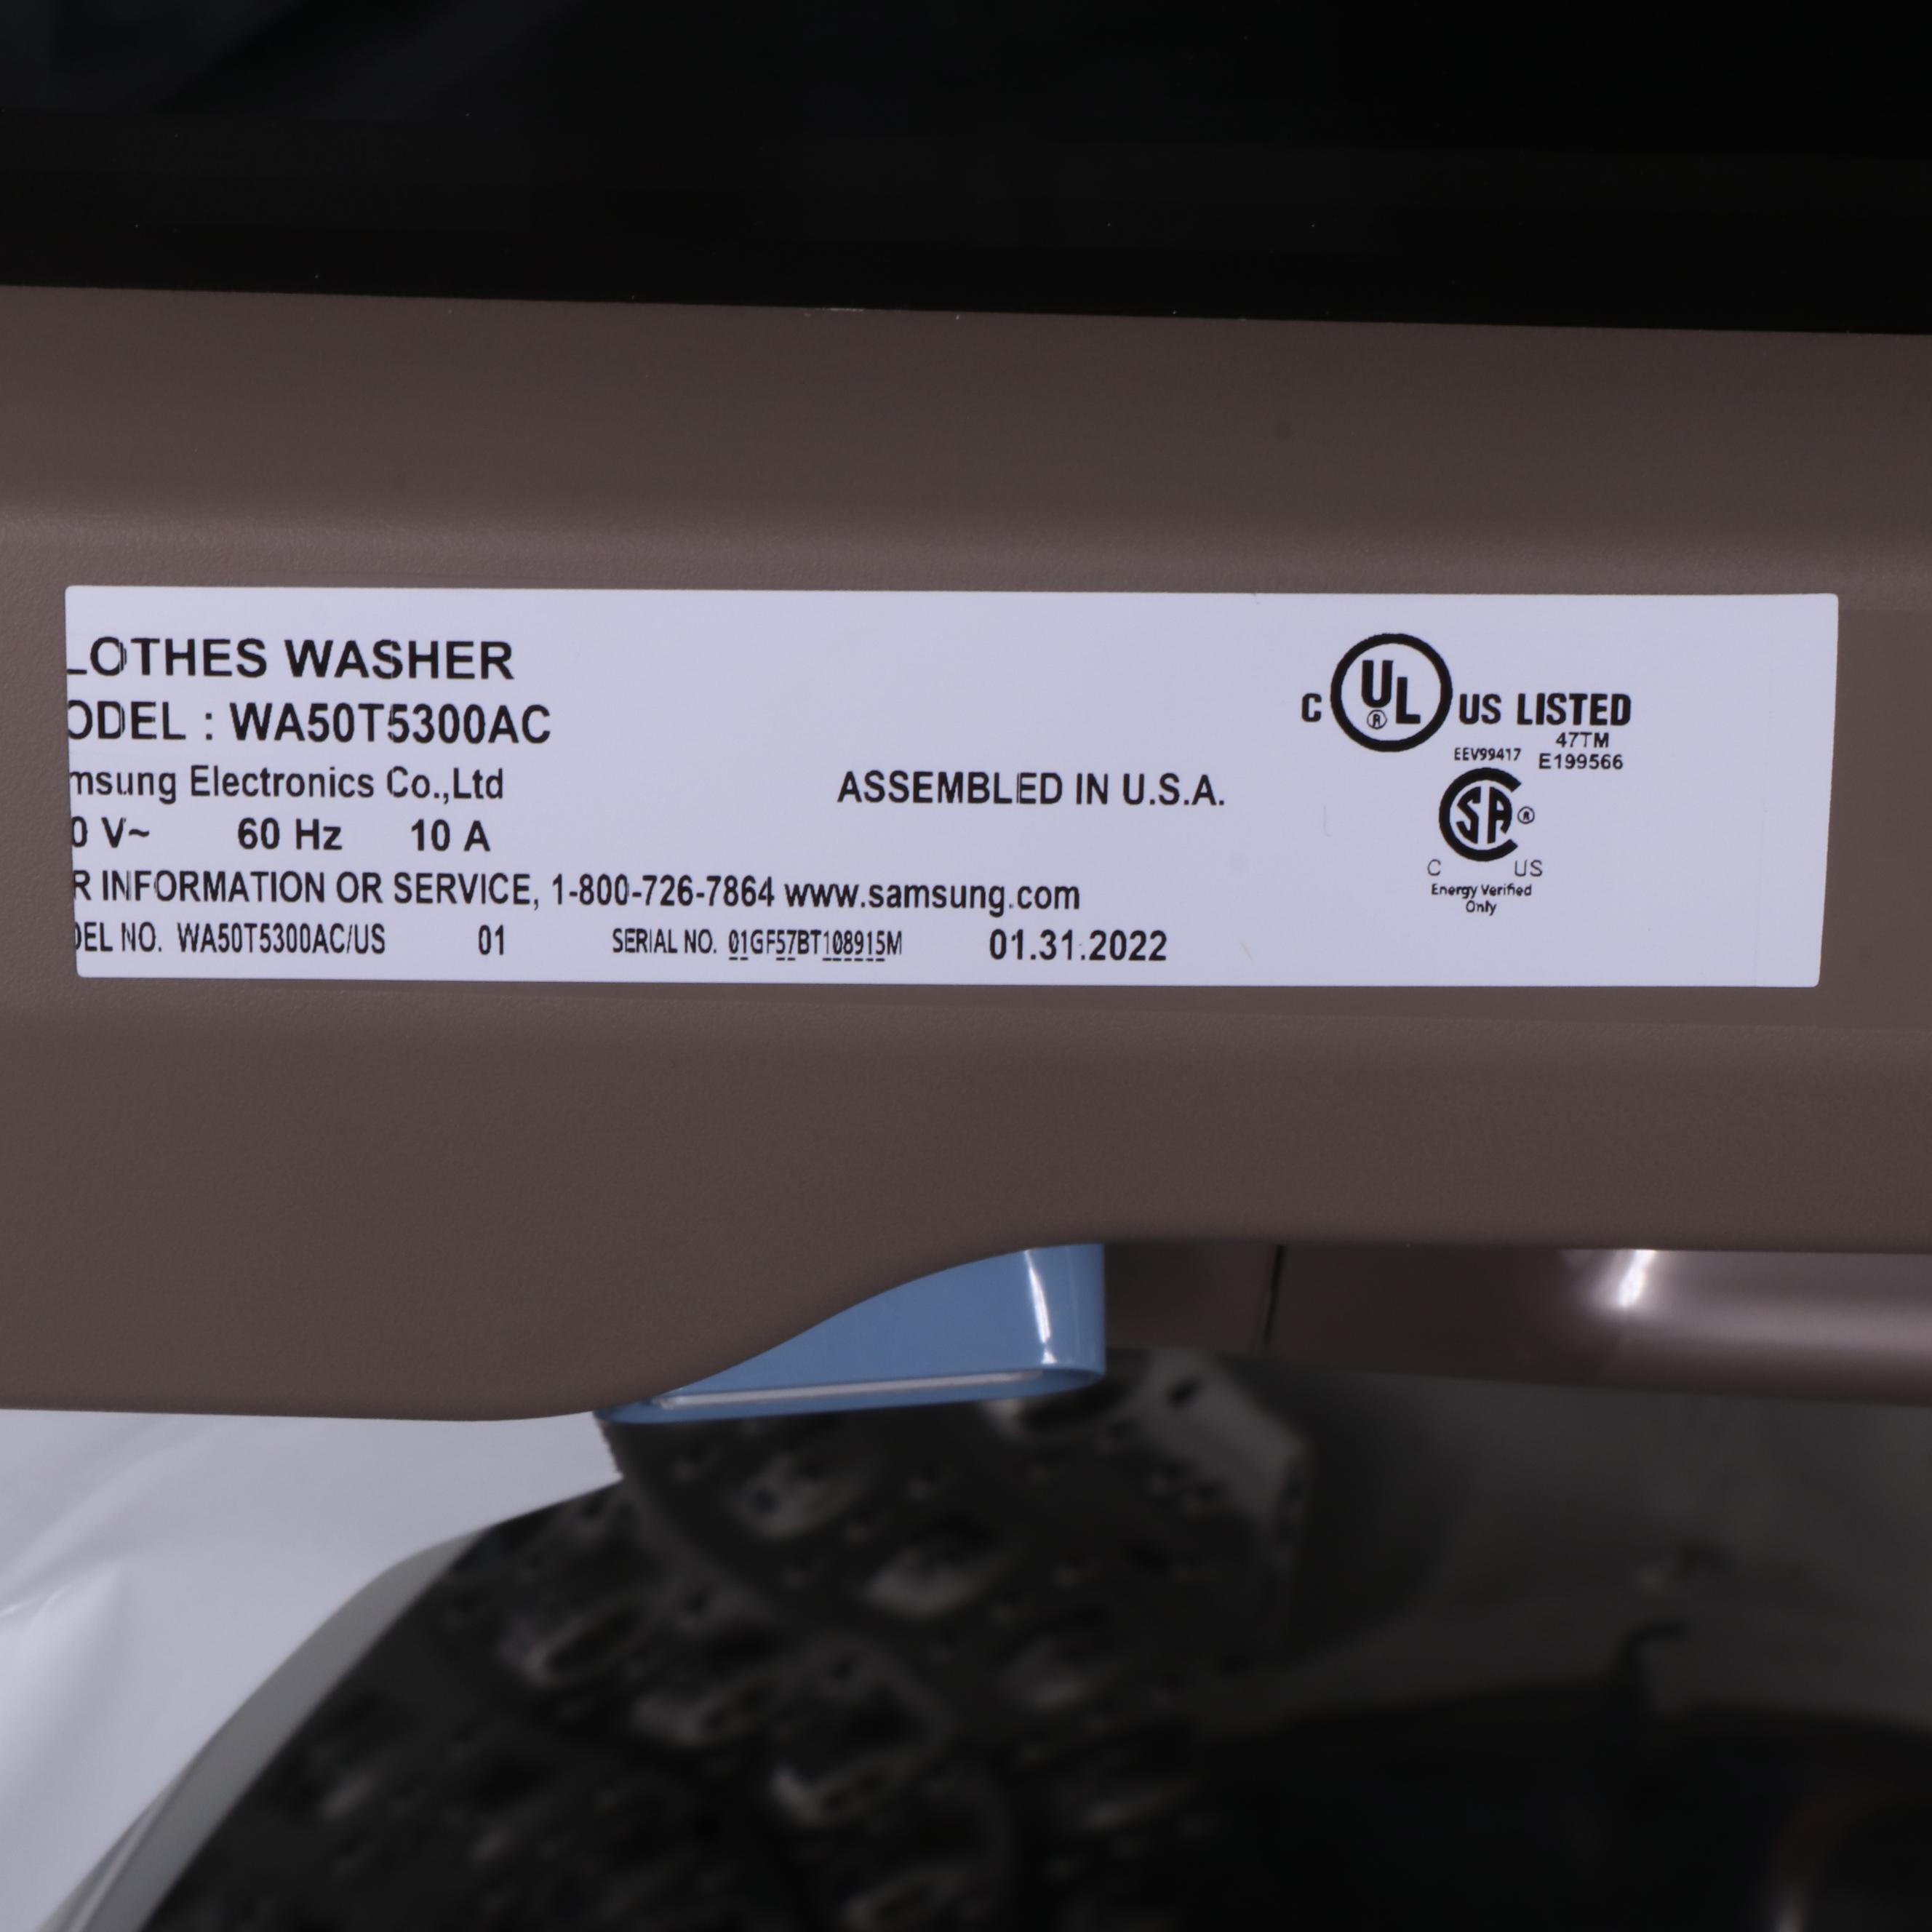 LOTHES WASHER
ODEL : WA50T5300AC
msung Electronics Co.,Ltd
ASSEMBLED IN U.S.A.
0 V~ 60 Hz 10 A
R INFORMATION OR SERVICE, 1-800-726-7864 www.samsung.com
DEL NO. WA50T5300AC/US 01 SERIAL NO. 01GF57BT108915M 01.31.2022
C UL® US LISTED
47TM
EEV99417 E199566
SA®
C US
Energy Verified
Only